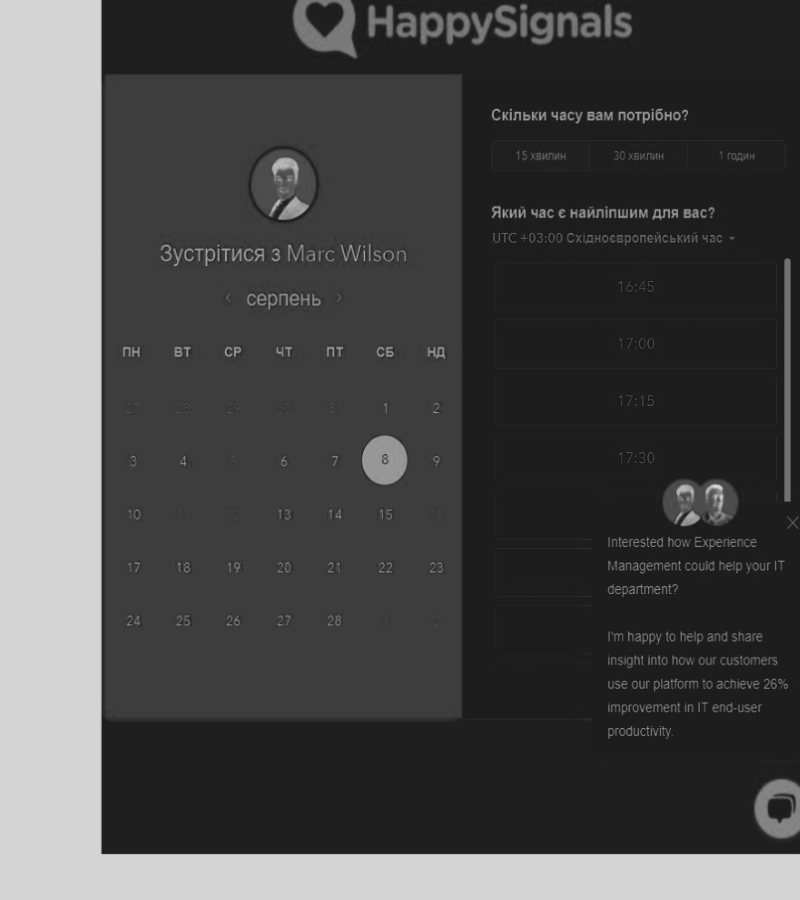 HappySignals
Зустрітися з Marc Wilson
серпень
ПН ВТ СР ЧТ ПТ СБ НД
27 28 29 30 31 1 2
3 4 5 6 7 8 9
10 11 12 13 14 15 16
17 18 19 20 21 22 23
24 25 26 27 28
Скільки часу вам потрібно?
15 хвилин 30 хвилин 1 годин
Який час є найліпшим для вас?
UTC +03:00 Східноєвропейський час
16:45
17:00
17:15
17:30
Interested how Experience
Management could help your IT
department?
I'm happy to help and share
insight into how our customers
use our platform to achieve 26%
improvement in IT end-user
productivity.